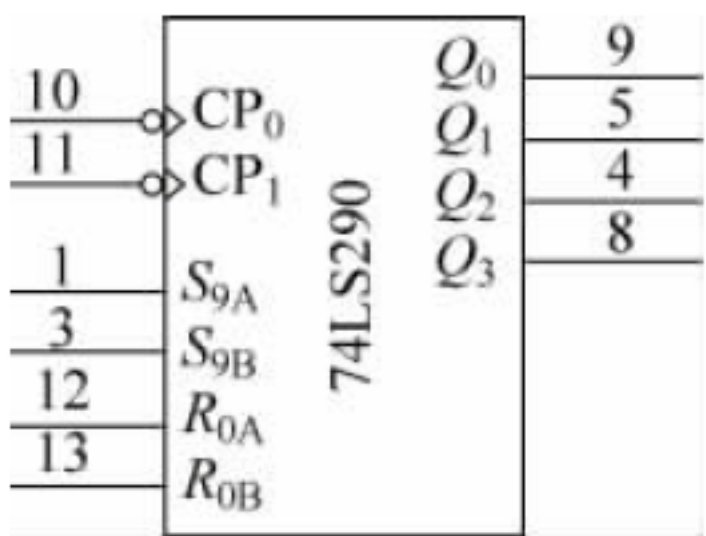 10 CP₀
11 CP₁
1 S₉A
3 S₉B
12 R₀A
13 R₀B
74LS290
Q₀ 9
Q₁ 5
Q₂ 4
Q₃ 8